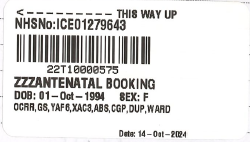 <----------- THIS WAY UP
NHSNo:ICE01279643
22T10000575
ZZZANTENATAL BOOKING
DOB: 01-Oct-1994 SEX: F
OCRR,GS,YAF6,XACS,ABS,CGP,DUP,WARD
Date: 14-Oct-2024